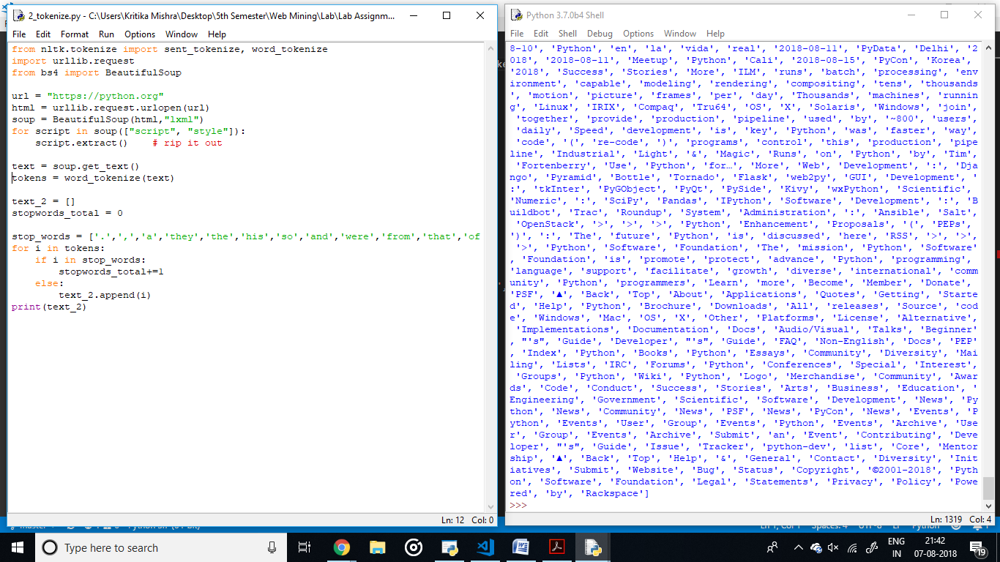 2_tokenize.py - C:\Users\Kritika Mishra\Desktop\5th Semester\Web Mining\Lab\Lab Assignm...
File Edit Format Run Options Window Help
from nltk.tokenize import sent_tokenize, word_tokenize
import urllib.request
from bs4 import BeautifulSoup
url = "https://python.org"
html = urllib.request.urlopen(url)
soup = BeautifulSoup(html,"lxml")
for script in soup(["script", "style"]):
    script.extract()    # rip it out
text = soup.get_text()
tokens = word_tokenize(text)
text_2 = []
stopwords_total = 0
stop_words = ['.',',','a','they','the','his','so','and','were','from','that','of
for i in tokens:
    if i in stop_words:
        stopwords_total+=1
    else:
        text_2.append(i)
print(text_2)
Ln: 12 Col: 0
Python 3.7.0b4 Shell
File Edit Shell Debug Options Window Help
8-10', 'Python', 'en', 'la', 'vida', 'real', '2018-08-11', 'PyData', 'Delhi', '2
018', '2018-08-11', 'Meetup', 'Python', 'Cali', '2018-08-15', 'PyCon', 'Korea',
'2018', 'Success', 'Stories', 'More', 'ILM', 'runs', 'batch', 'processing', 'env
ironment', 'capable', 'modeling', 'rendering', 'compositing', 'tens', 'thousands
', 'motion', 'picture', 'frames', 'per', 'day', 'Thousands', 'machines', 'runnin
g', 'Linux', 'IRIX', 'Compaq', 'Tru64', 'OS', 'X', 'Solaris', 'Windows', 'join',
'together', 'provide', 'production', 'pipeline', 'used', 'by', '~800', 'users',
'daily', 'Speed', 'development', 'is', 'key', 'Python', 'was', 'faster', 'way',
'code', '(', 're-code', ')', 'programs', 'control', 'this', 'production', 'pipe
line', 'Industrial', 'Light', '&', 'Magic', 'Runs', 'on', 'Python', 'by', 'Tim',
'Fortenberry', 'Use', 'Python', 'for…', 'More', 'Web', 'Development', ':', 'Dja
ngo', 'Pyramid', 'Bottle', 'Tornado', 'Flask', 'web2py', 'GUI', 'Development', '
:', 'tkInter', 'PyGObject', 'PyQt', 'PySide', 'Kivy', 'wxPython', 'Scientific',
'Numeric', ':', 'SciPy', 'Pandas', 'IPython', 'Software', 'Development', ':', 'B
uildbot', 'Trac', 'Roundup', 'System', 'Administration', ':', 'Ansible', 'Salt',
'OpenStack', '>', '>', '>', 'Python', 'Enhancement', 'Proposals', '(', 'PEPs',
')', ':', 'The', 'future', 'Python', 'is', 'discussed', 'here', 'RSS', '>', '>',
'>', 'Python', 'Software', 'Foundation', 'The', 'mission', 'Python', 'Software',
'Foundation', 'is', 'promote', 'protect', 'advance', 'Python', 'programming',
'language', 'support', 'facilitate', 'growth', 'diverse', 'international', 'comm
unity', 'Python', 'programmers', 'Learn', 'more', 'Become', 'Member', 'Donate',
'PSF', '▲', 'Back', 'Top', 'About', 'Applications', 'Quotes', 'Getting', 'Starte
d', 'Help', 'Python', 'Brochure', 'Downloads', 'All', 'releases', 'Source', 'cod
e', 'Windows', 'Mac', 'OS', 'X', 'Other', 'Platforms', 'License', 'Alternative',
'Implementations', 'Documentation', 'Docs', 'Audio/Visual', 'Talks', 'Beginner'
, "'s", 'Guide', 'Developer', "'s", 'Guide', 'FAQ', 'Non-English', 'Docs', 'PEP'
, 'Index', 'Python', 'Books', 'Python', 'Essays', 'Community', 'Diversity', 'Mai
ling', 'Lists', 'IRC', 'Forums', 'Python', 'Conferences', 'Special', 'Interest',
'Groups', 'Python', 'Wiki', 'Python', 'Logo', 'Merchandise', 'Community', 'Awar
ds', 'Code', 'Conduct', 'Success', 'Stories', 'Arts', 'Business', 'Education', '
Engineering', 'Government', 'Scientific', 'Software', 'Development', 'News', 'Py
thon', 'News', 'Community', 'News', 'PSF', 'News', 'PyCon', 'News', 'Events', 'P
ython', 'Events', 'User', 'Group', 'Events', 'Python', 'Events', 'Archive', 'Use
r', 'Group', 'Events', 'Archive', 'Submit', 'an', 'Event', 'Contributing', 'Deve
loper', "'s", 'Guide', 'Issue', 'Tracker', 'python-dev', 'list', 'Core', 'Mentor
ship', '▲', 'Back', 'Top', 'Help', '&', 'General', 'Contact', 'Diversity', 'Init
iatives', 'Submit', 'Website', 'Bug', 'Status', 'Copyright', '©2001-2018', 'Pyth
on', 'Software', 'Foundation', 'Legal', 'Statements', 'Privacy', 'Policy', 'Powe
red', 'by', 'Rackspace']
>>>
Ln: 1319 Col: 4
Type here to search
ENG
IN
21:42
07-08-2018
19